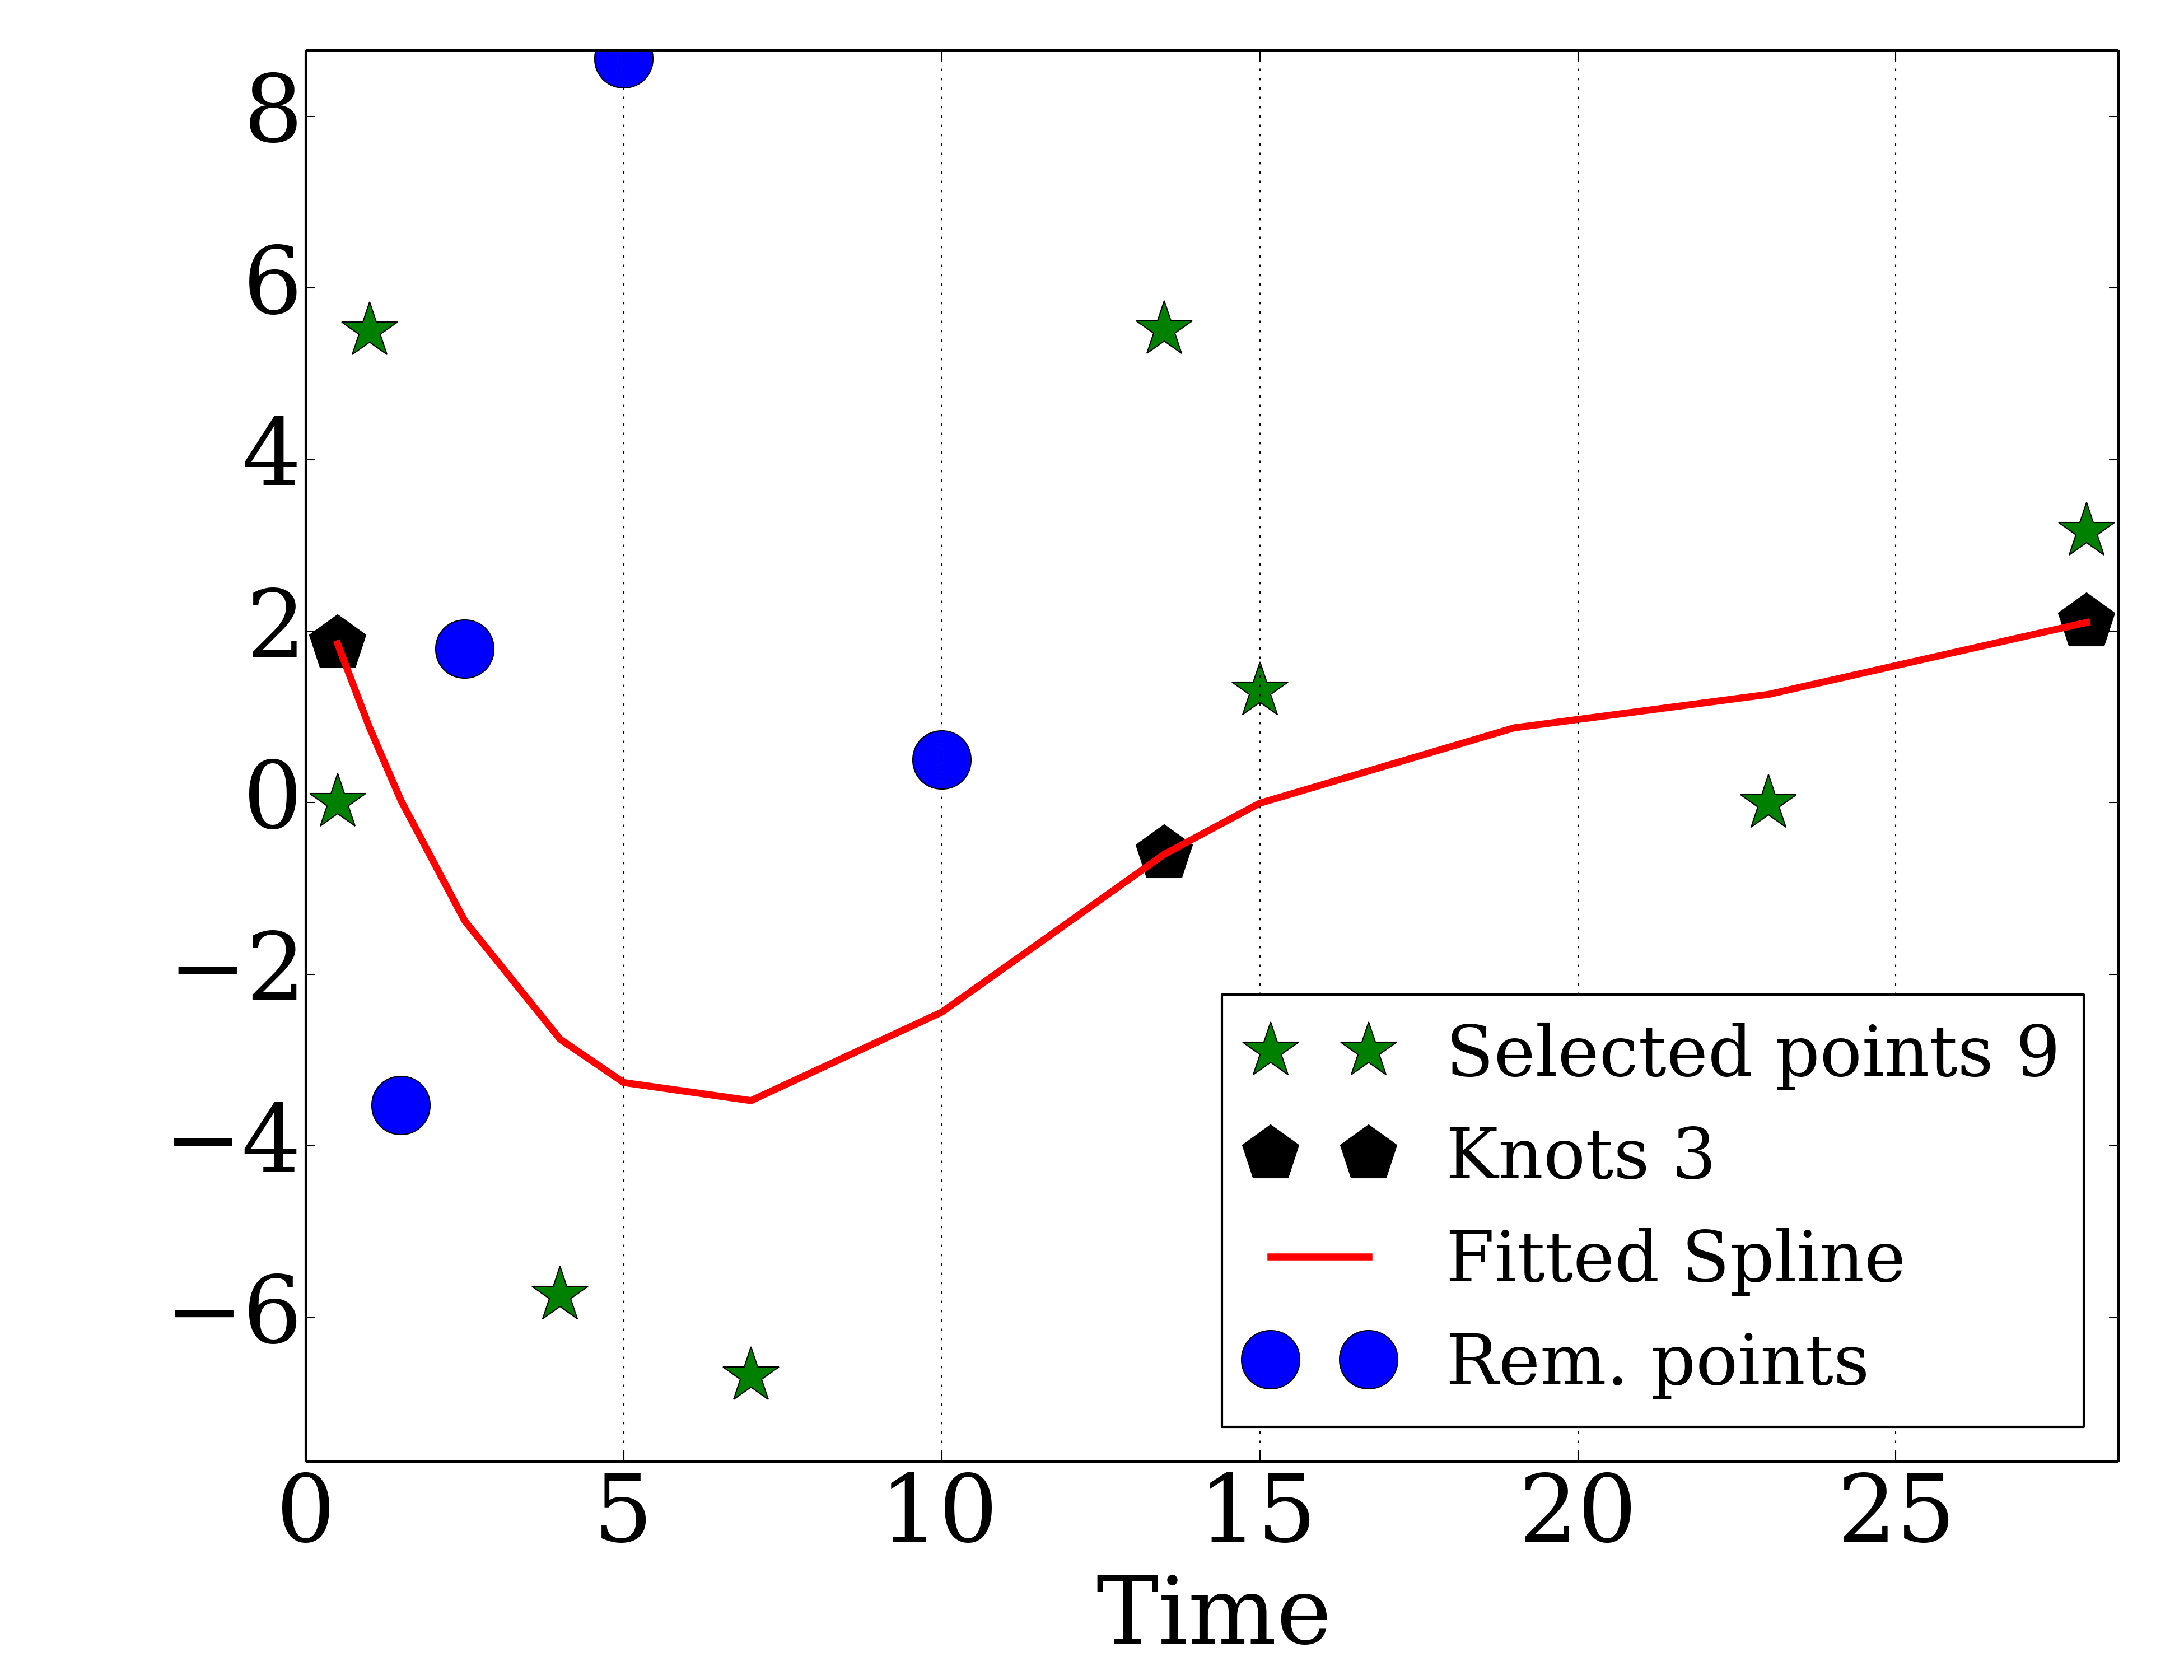 8
6
4
2
0
−2
−4
−6
0 5 10 15 20 25
Time
Selected points 9
Knots 3
Fitted Spline
Rem. points